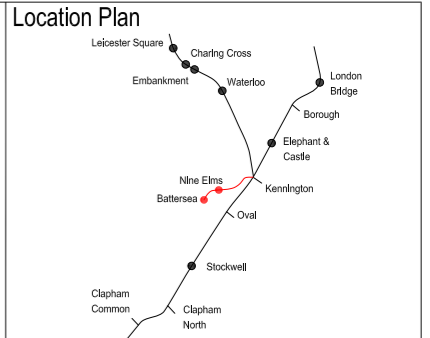 Location Plan
Leicester Square
Charing Cross
Embankment
Waterloo
London
Bridge
Borough
Elephant &
Castle
Nine Elms
Battersea
Kennington
Oval
Stockwell
Clapham
Common
Clapham
North